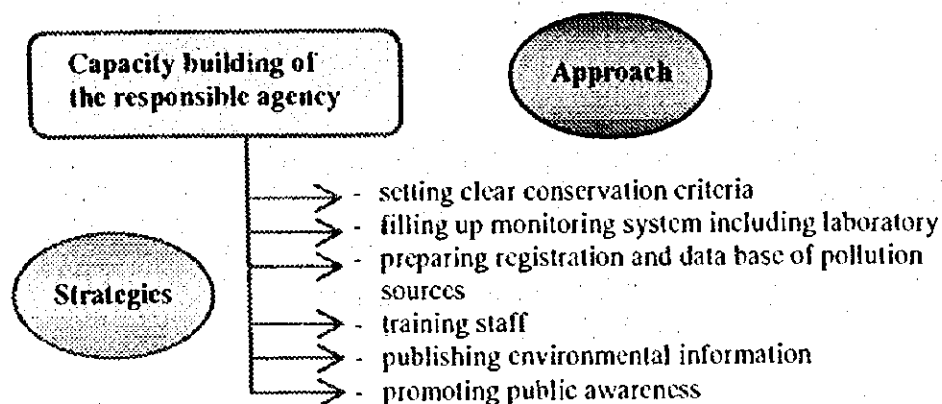 Capacity building of
the responsible agency
Approach
- setting clear conservation criteria
- filling up monitoring system including laboratory
- preparing registration and data base of pollution
sources
Strategies
- training staff
- publishing environmental information
- promoting public awareness